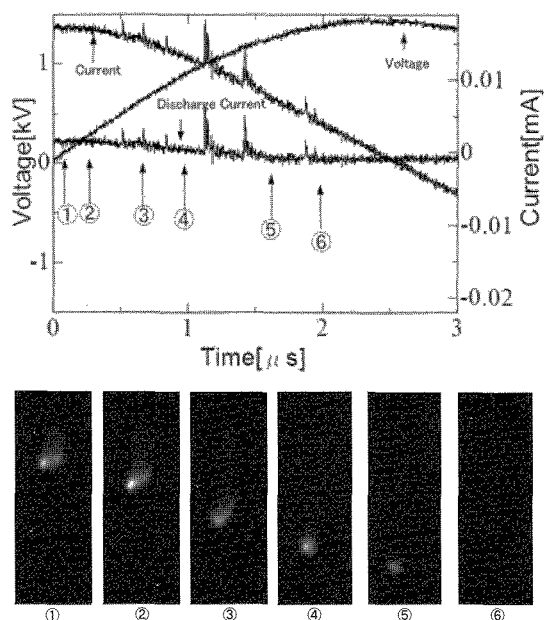 Voltage[kV]
1
0
-1
Current
Voltage
Discharge Current
① ② ③ ④ ⑤ ⑥
0.01
0
-0.01
-0.02
Current[mA]
0 1 2 3
Time[μ s]
① ② ③ ④ ⑤ ⑥